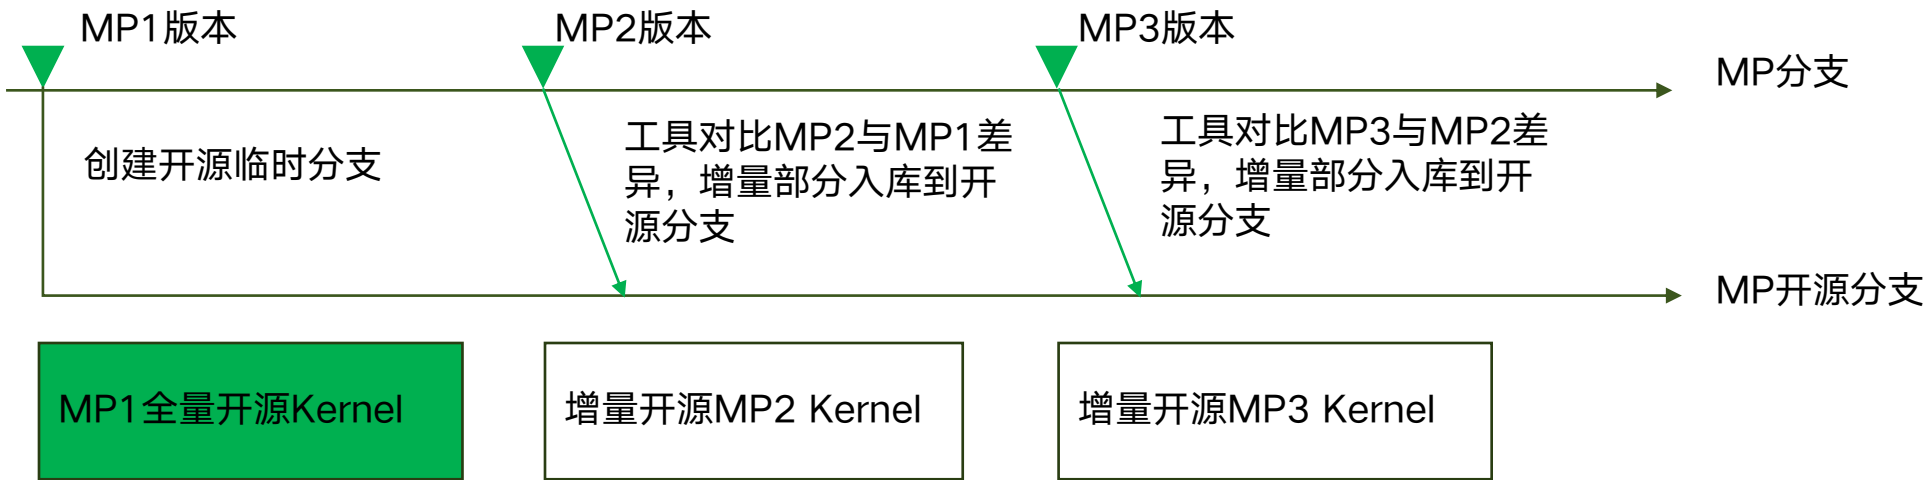 MP1版本
MP2版本
MP3版本
MP分支
创建开源临时分支
工具对比MP2与MP1差
异，增量部分入库到开
源分支
工具对比MP3与MP2差
异，增量部分入库到开
源分支
MP开源分支
MP1全量开源Kernel
增量开源MP2 Kernel
增量开源MP3 Kernel